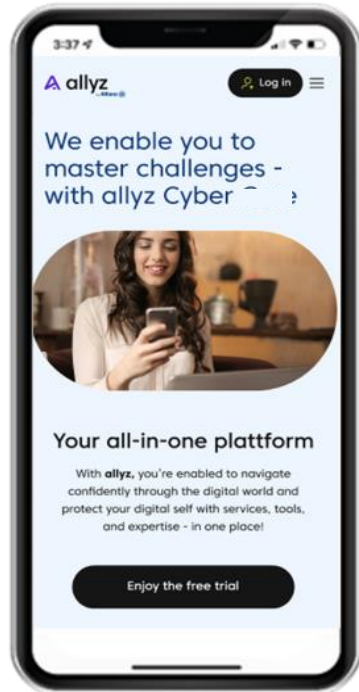 3:37
allyz
Log in
We enable you to
master challenges -
with allyz Cyber
Your all-in-one plattform
With allyz, you're enabled to navigate
confidently through the digital world and
protect your digital self with services, tools,
and expertise - in one place!
Enjoy the free trial